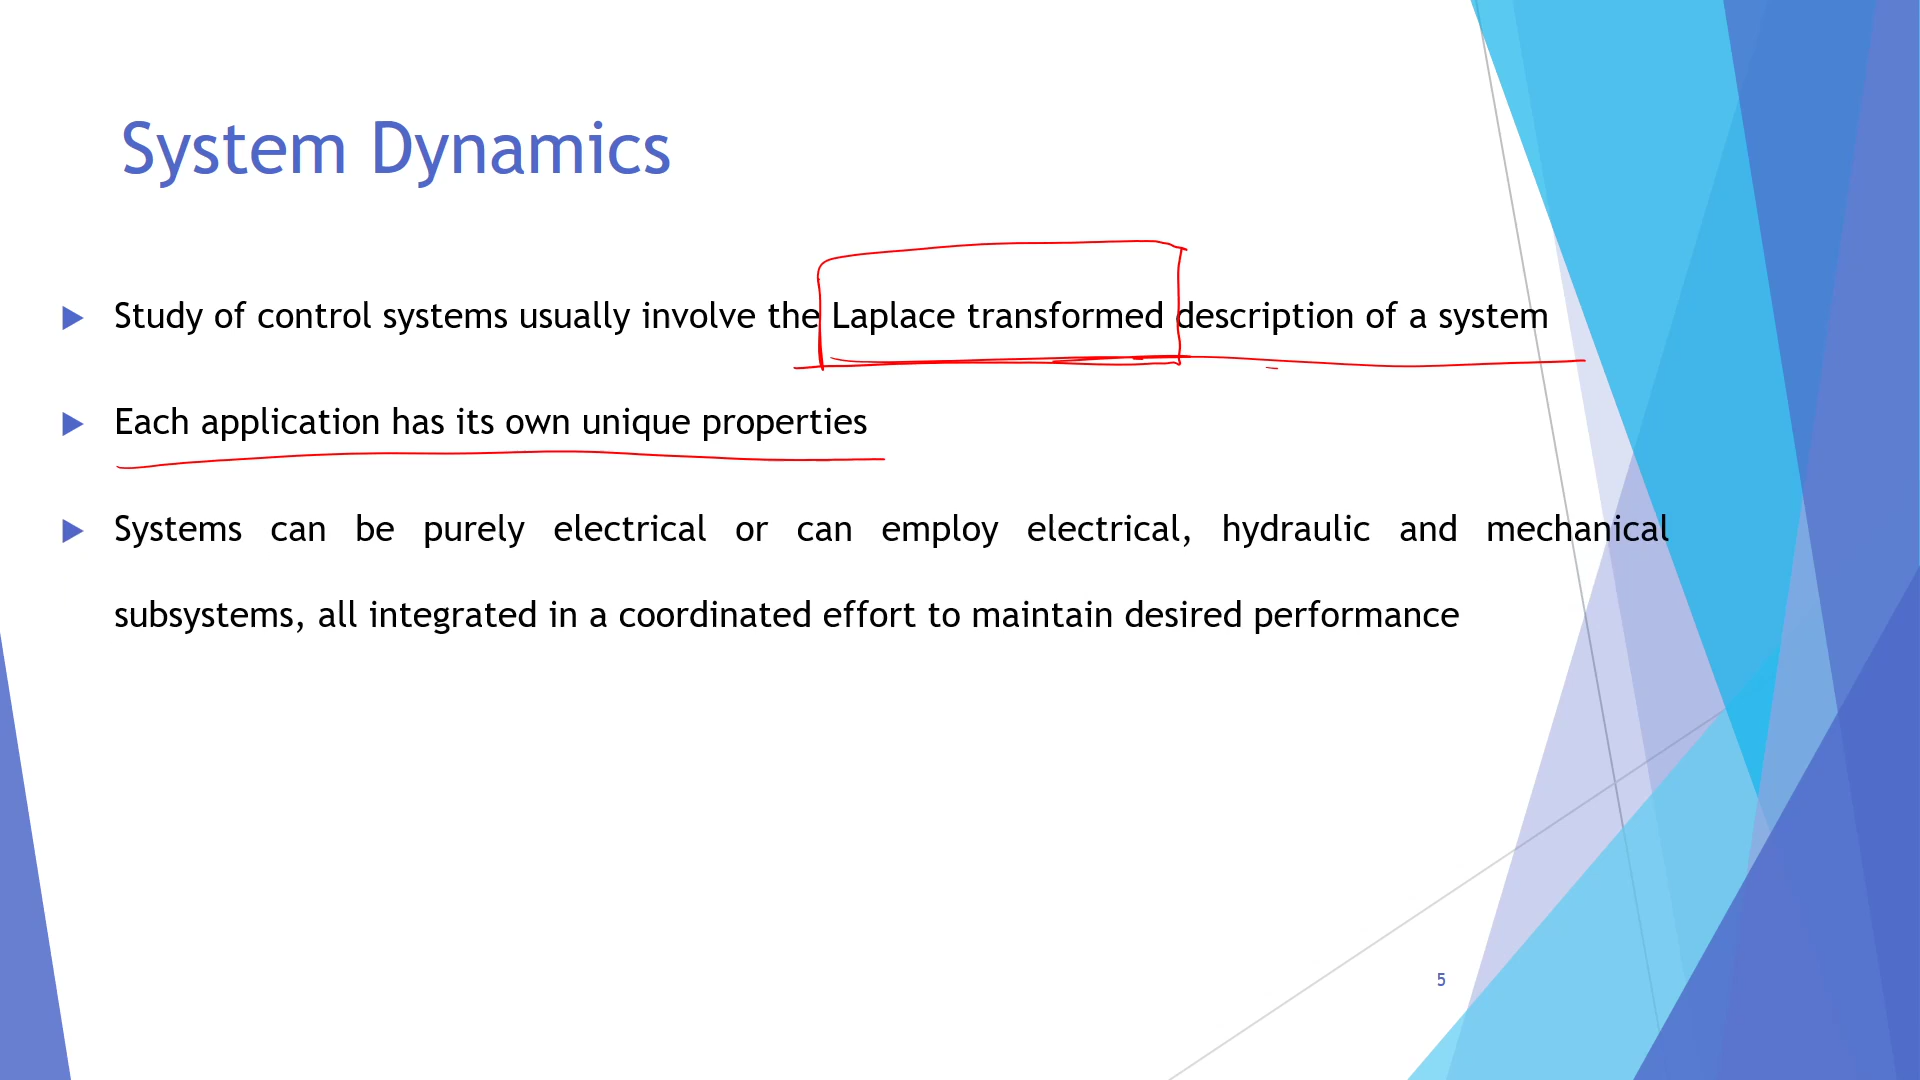 System Dynamics
Study of control systems usually involve the Laplace transformed description of a system
Each application has its own unique properties
Systems can be purely electrical or can employ electrical, hydraulic and mechanical
subsystems, all integrated in a coordinated effort to maintain desired performance
5